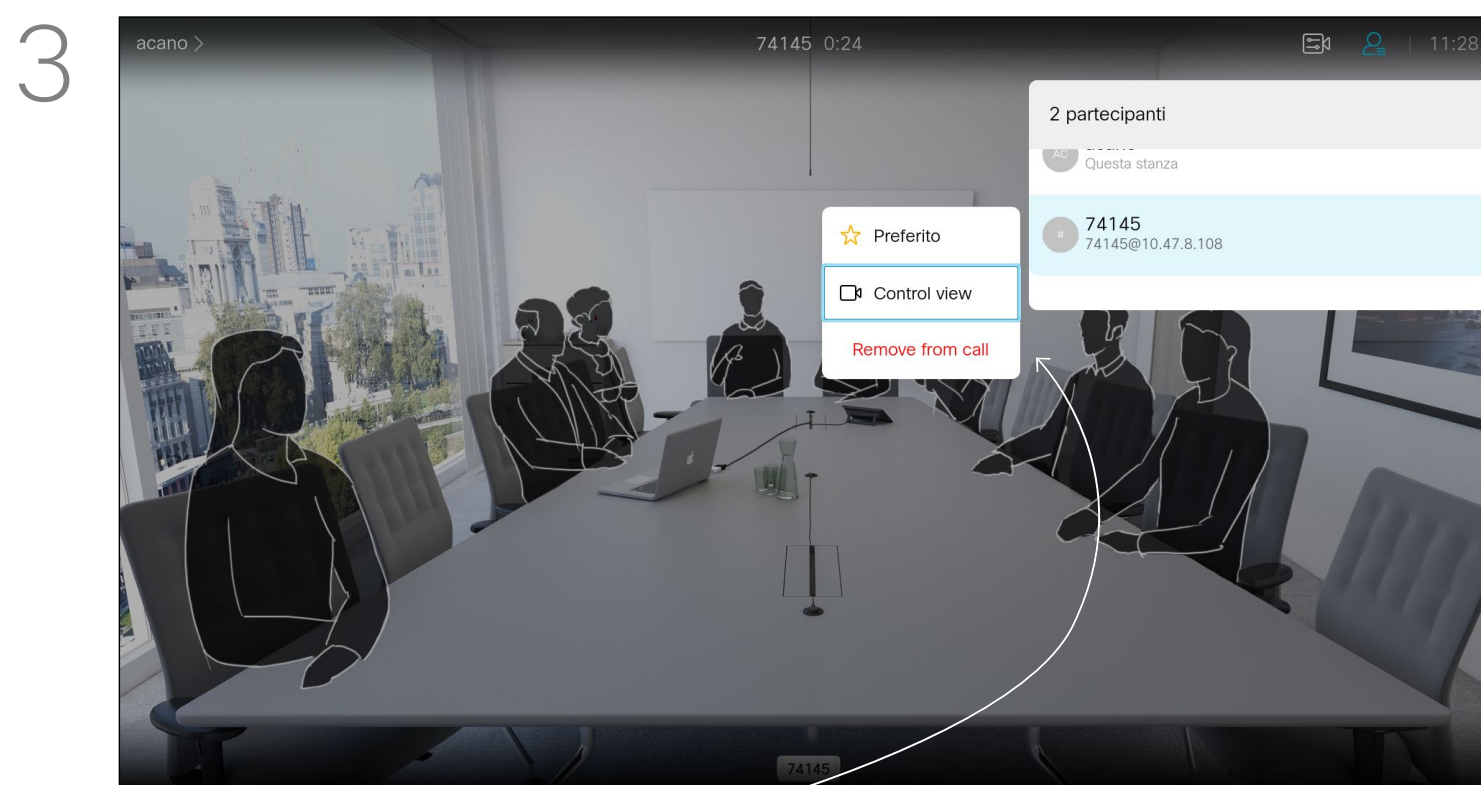 3
acano >
74145 0:24
11:28
2 partecipanti
AC
Questa stanza
#
74145
74145@10.47.8.108
Preferito
Control view
Remove from call
74145